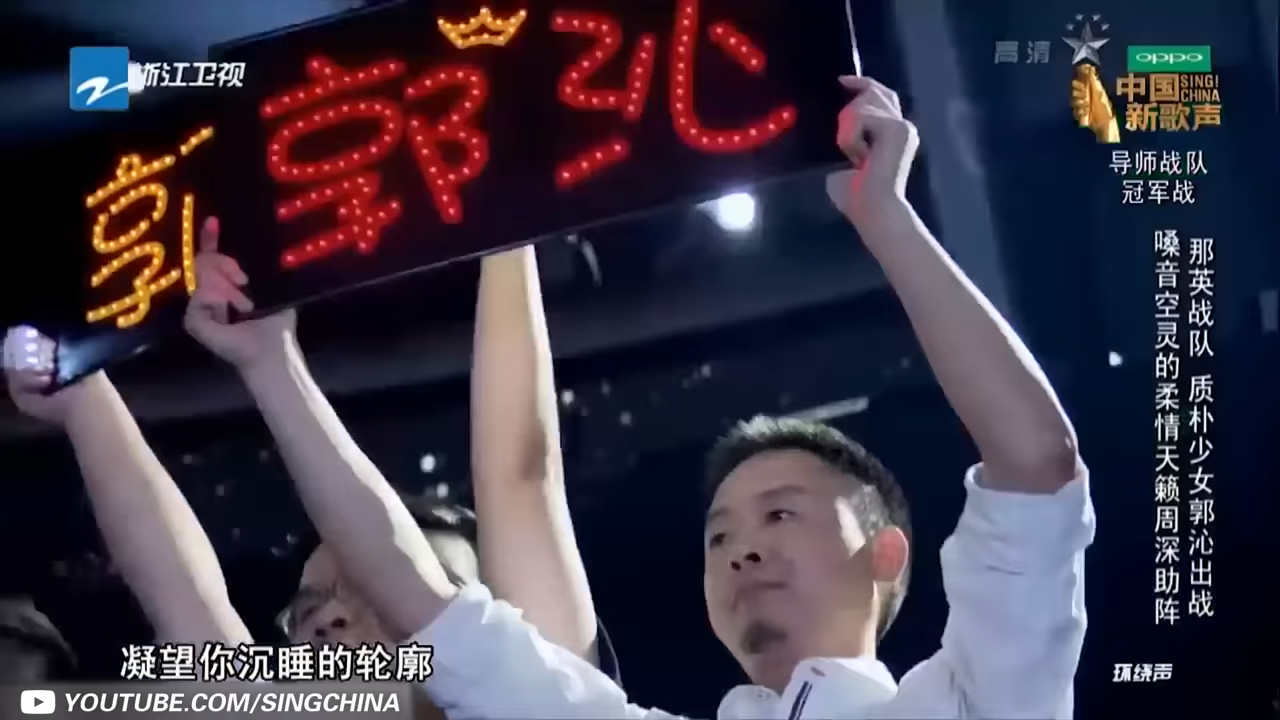 浙江卫视
郭沁
高清
oppo
中国
新歌声
SING!
CHINA
导师战队
冠军战
那英战队 质朴少女郭沁出战
嗓音空灵的柔情天籁周深助阵
凝望你沉睡的轮廓
环绕声
YOUTUBE.COM/SINGCHINA